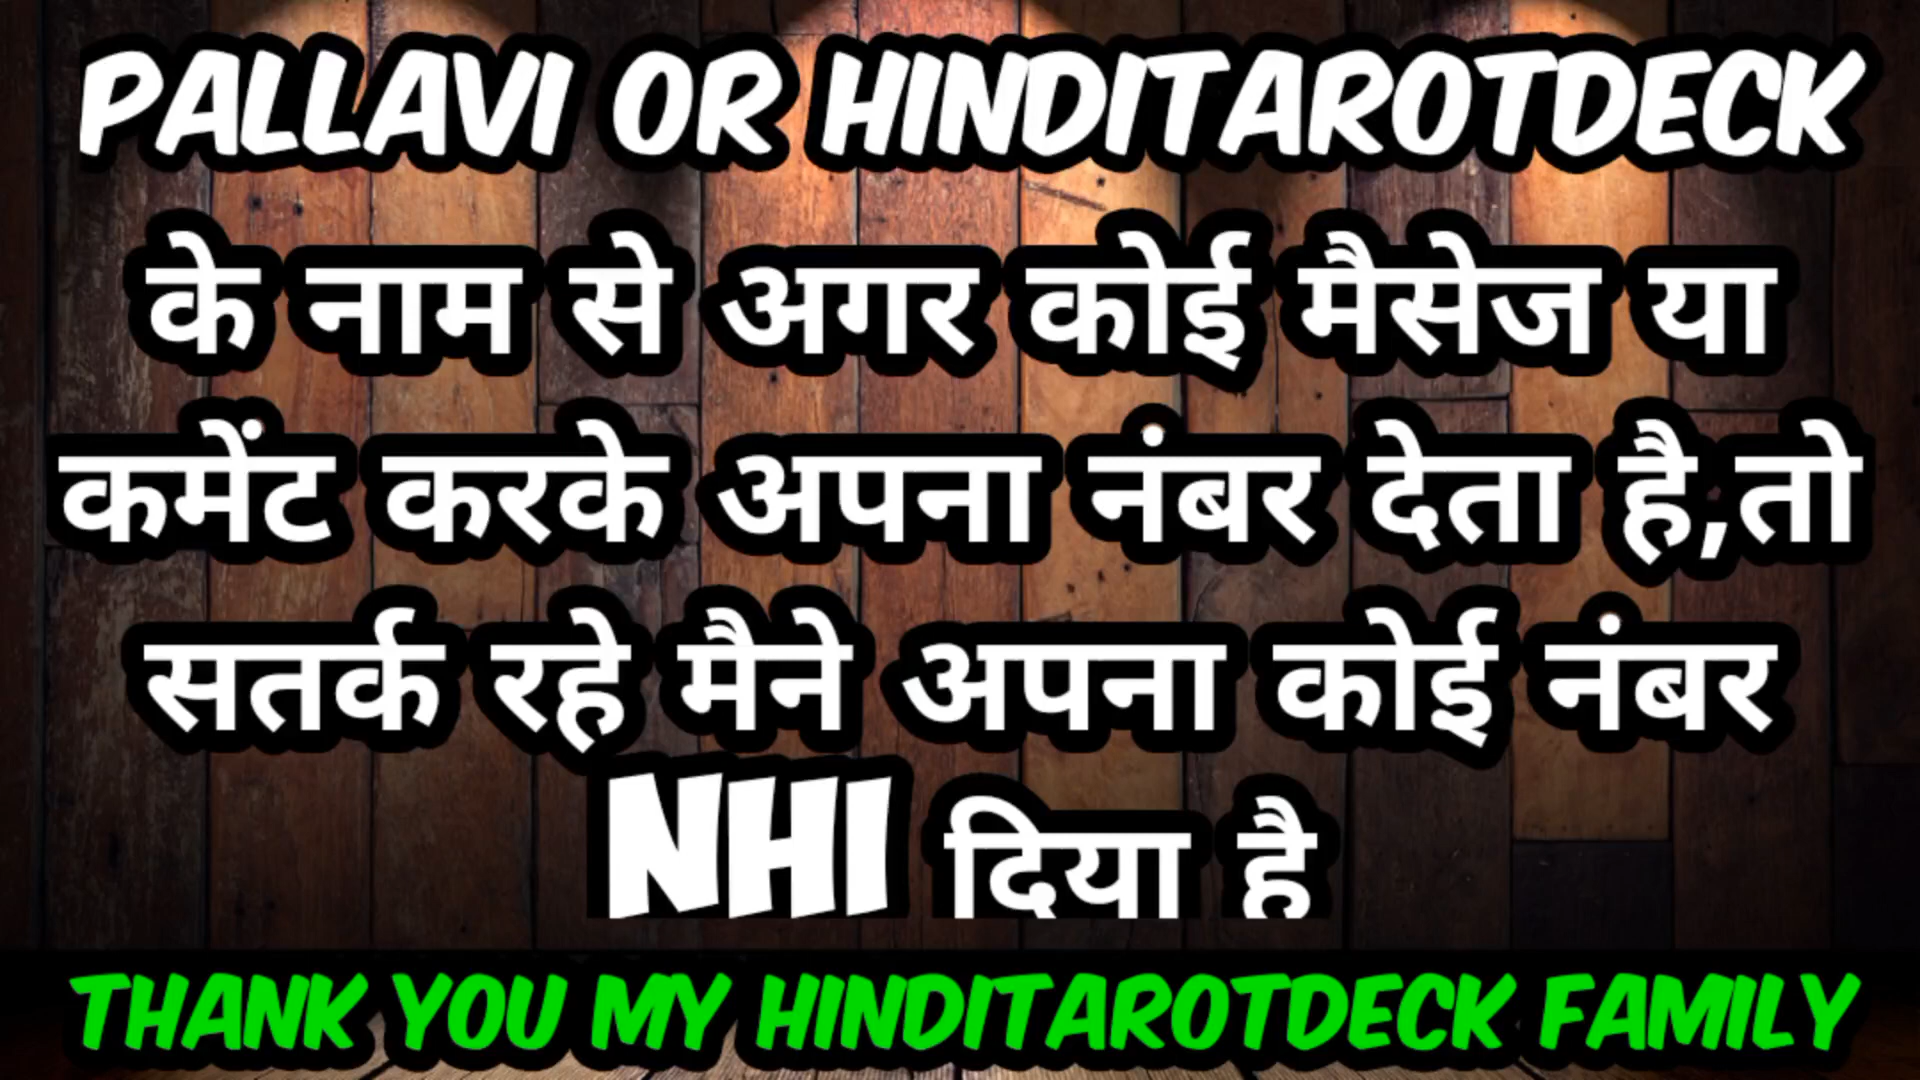 PALLAVI OR HINDITAROTDECK
के नाम से अगर कोई मैसेज या
कमेंट करके अपना नंबर देता है,तो
सतर्क रहे मैने अपना कोई नंबर
NHI दिया है
THANK YOU MY HINDITAROTDECK FAMILY